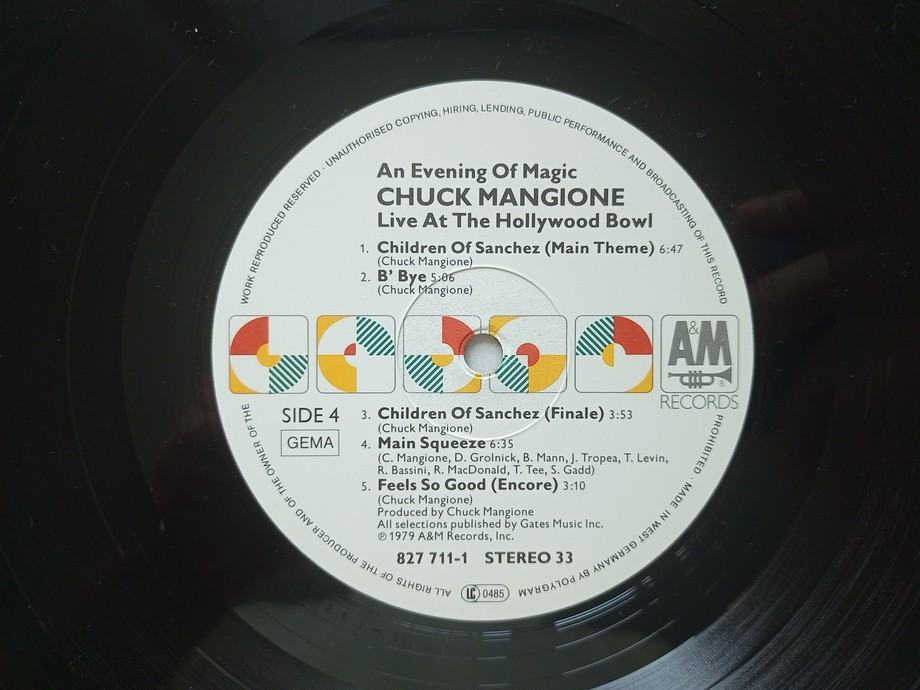 WORK REPRODUCED RESERVED · UNAUTHORISED COPYING, HIRING, LENDING, PUBLIC PERFORMANCE AND BROADCASTING OF THIS RECORD
An Evening Of Magic
CHUCK MANGIONE
Live At The Hollywood Bowl
1. Children Of Sanchez (Main Theme) 6:47
(Chuck Mangione)
2. B' Bye 5:06
(Chuck Mangione)
A&M
®
RECORDS
SIDE 4
GEMA
3. Children Of Sanchez (Finale) 3:53
(Chuck Mangione)
4. Main Squeeze 6:35
(C. Mangione, D. Grolnick, B. Mann, J. Tropea, T. Levin,
R. Bassini, R. MacDonald, T. Tee, S. Gadd)
5. Feels So Good (Encore) 3:10
(Chuck Mangione)
Produced by Chuck Mangione
All selections published by Gates Music Inc.
℗ 1979 A&M Records, Inc.
827 711-1 STEREO 33
PROHIBITED · MADE IN WEST GERMANY BY POLYGRAM
LC 0485
ALL RIGHTS OF THE PRODUCER AND OF THE OWNER OF THE